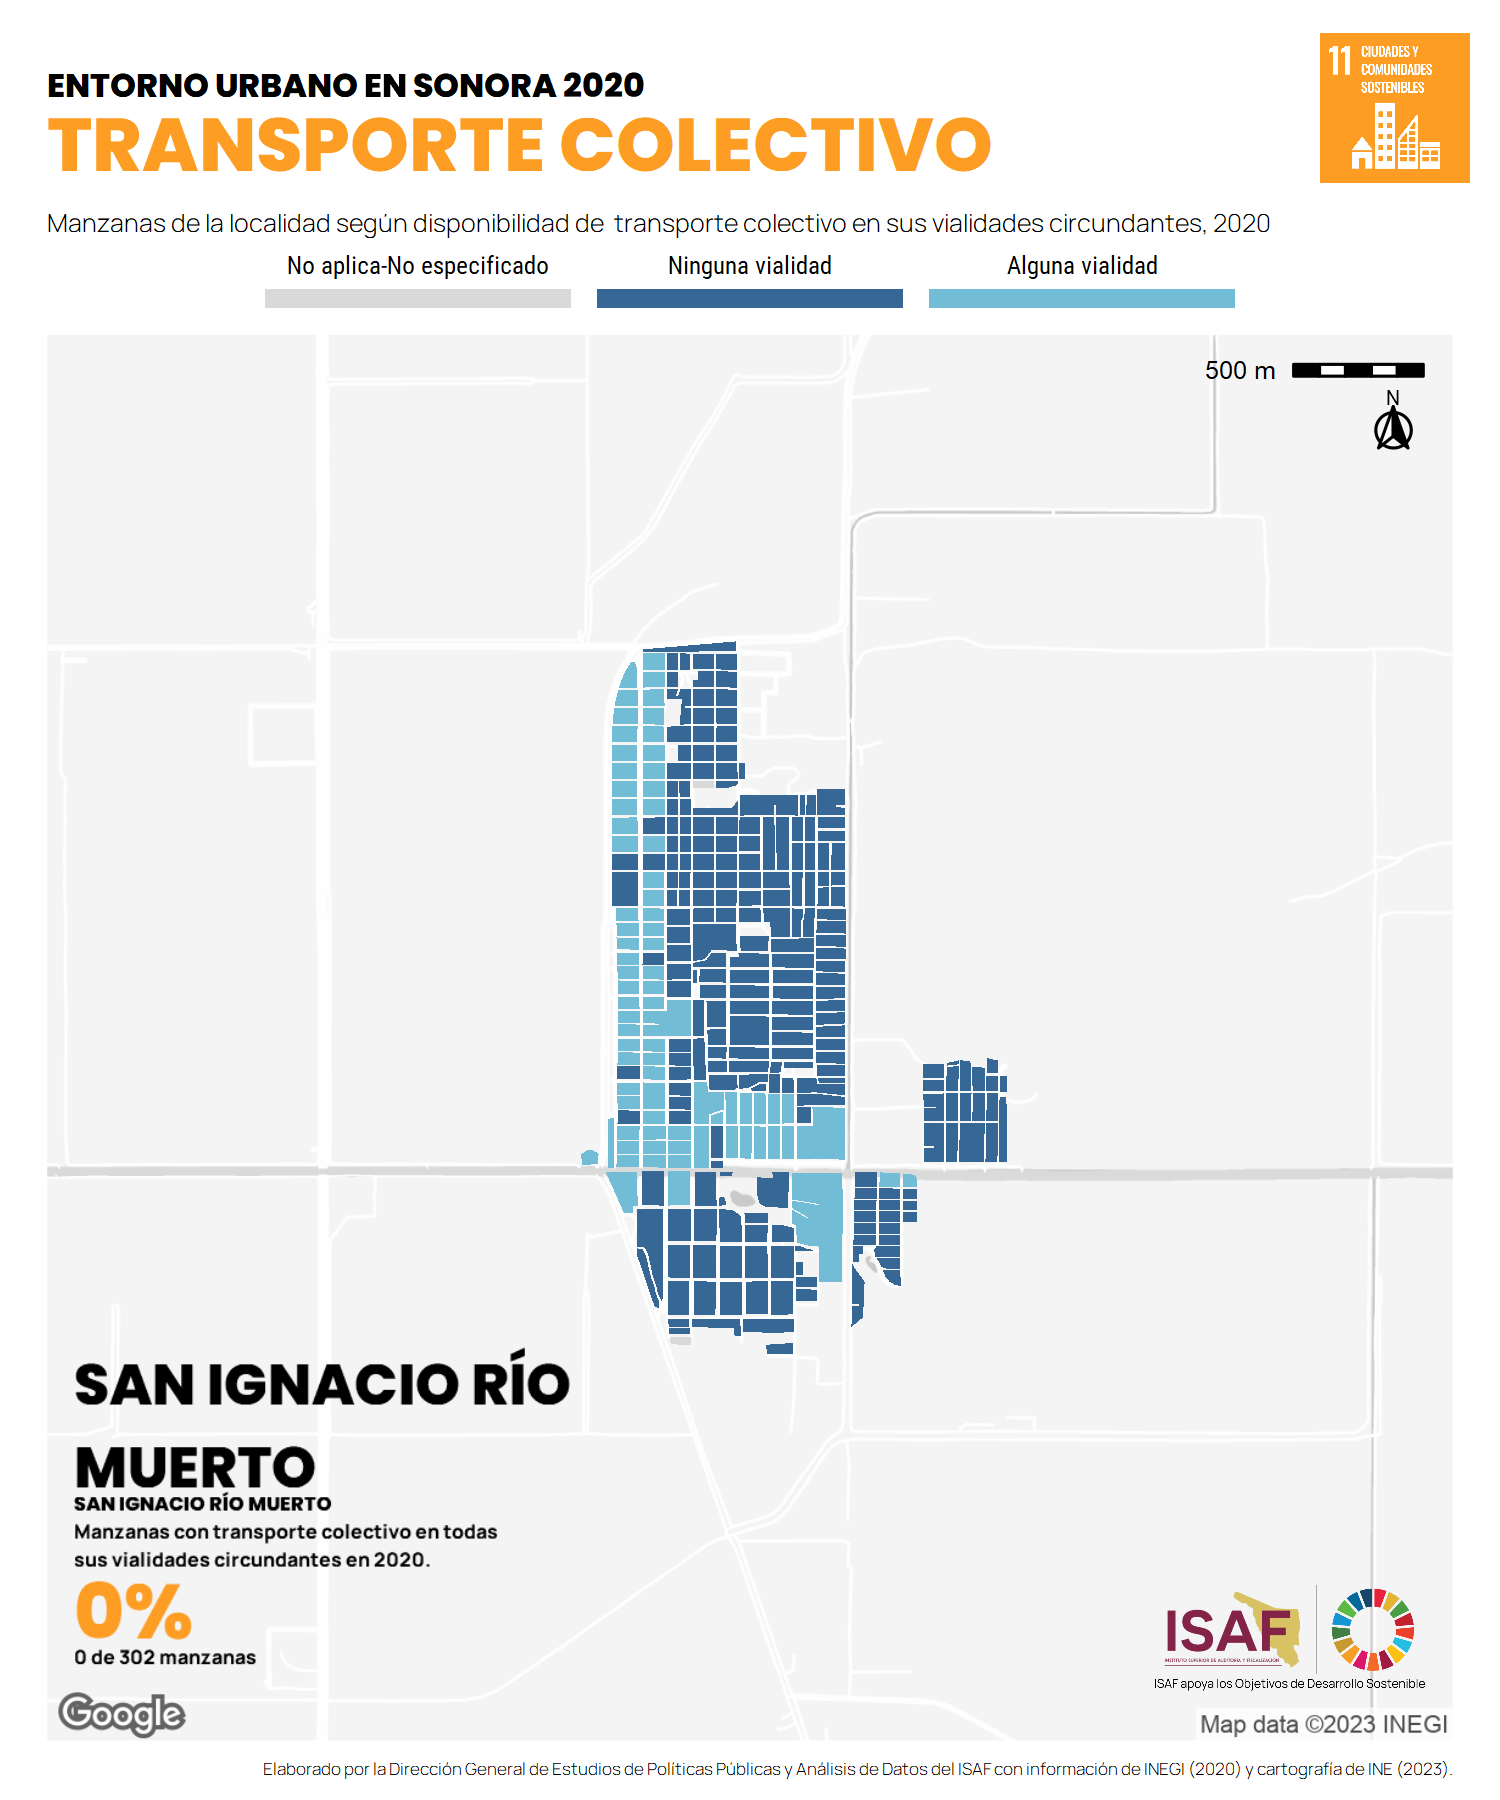 ENTORNO URBANO EN SONORA 2020
TRANSPORTE COLECTIVO
11 CIUDADES Y
COMUNIDADES
SOSTENIBLES
Manzanas de la localidad según disponibilidad de transporte colectivo en sus vialidades circundantes, 2020
No aplica-No especificado
Ninguna vialidad
Alguna vialidad
500 m
N
SAN IGNACIO RÍO
MUERTO
SAN IGNACIO RÍO MUERTO
Manzanas con transporte colectivo en todas
sus vialidades circundantes en 2020.
0%
0 de 302 manzanas
Google
ISAF
INSTITUTO SUPERIOR DE AUDITORÍA Y FISCALIZACIÓN
ISAF apoya los Objetivos de Desarrollo Sostenible
Map data ©2023 INEGI
Elaborado por la Dirección General de Estudios de Políticas Públicas y Análisis de Datos del ISAF con información de INEGI (2020) y cartografía de INE (2023).